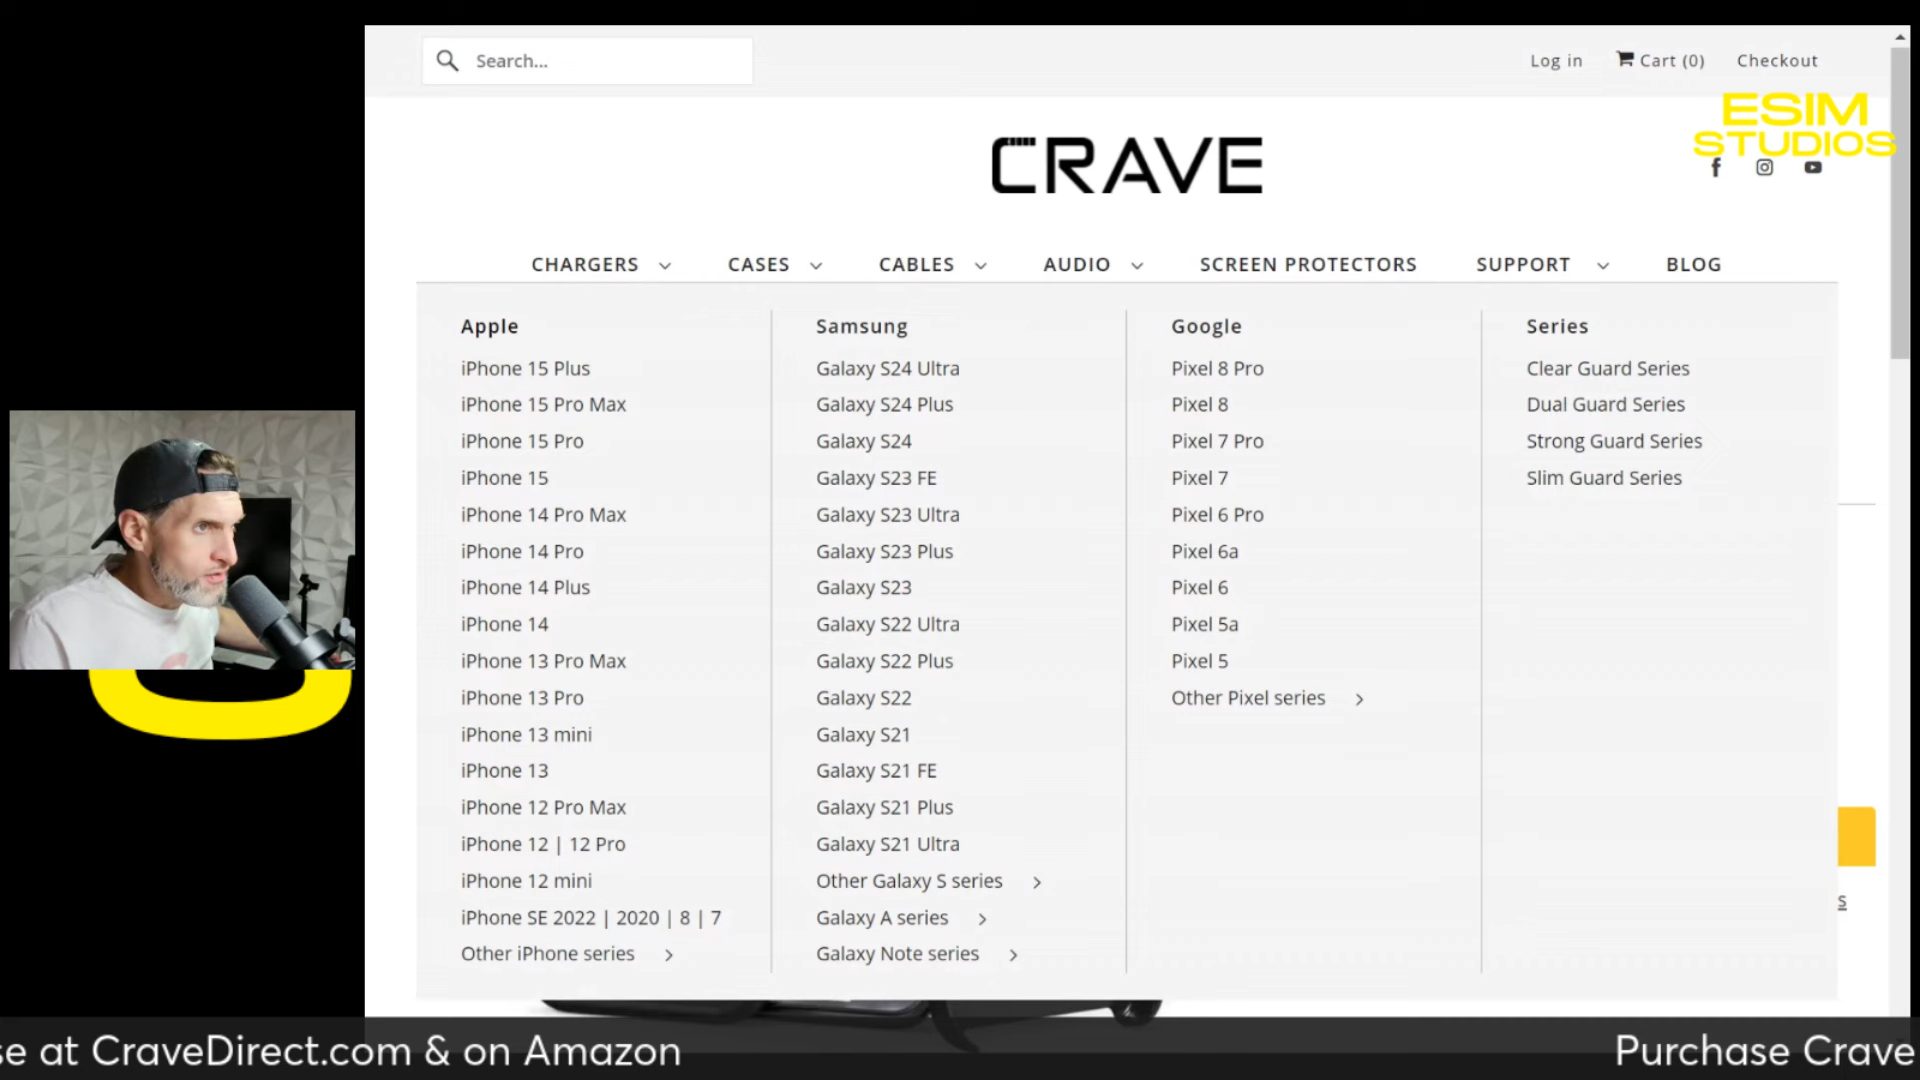 Search...
Log in
Cart (0)
Checkout
ESIM
STUDIOS
CRAVE
CHARGERS
CASES
CABLES
AUDIO
SCREEN PROTECTORS
SUPPORT
BLOG
Apple
iPhone 15 Plus
iPhone 15 Pro Max
iPhone 15 Pro
iPhone 15
iPhone 14 Pro Max
iPhone 14 Pro
iPhone 14 Plus
iPhone 14
iPhone 13 Pro Max
iPhone 13 Pro
iPhone 13 mini
iPhone 13
iPhone 12 Pro Max
iPhone 12 | 12 Pro
iPhone 12 mini
iPhone SE 2022 | 2020 | 8 | 7
Other iPhone series
Samsung
Galaxy S24 Ultra
Galaxy S24 Plus
Galaxy S24
Galaxy S23 FE
Galaxy S23 Ultra
Galaxy S23 Plus
Galaxy S23
Galaxy S22 Ultra
Galaxy S22 Plus
Galaxy S22
Galaxy S21
Galaxy S21 FE
Galaxy S21 Plus
Galaxy S21 Ultra
Other Galaxy S series
Galaxy A series
Galaxy Note series
Google
Pixel 8 Pro
Pixel 8
Pixel 7 Pro
Pixel 7
Pixel 6 Pro
Pixel 6a
Pixel 6
Pixel 5a
Pixel 5
Other Pixel series
Series
Clear Guard Series
Dual Guard Series
Strong Guard Series
Slim Guard Series
s
se at CraveDirect.com & on Amazon
Purchase Crave